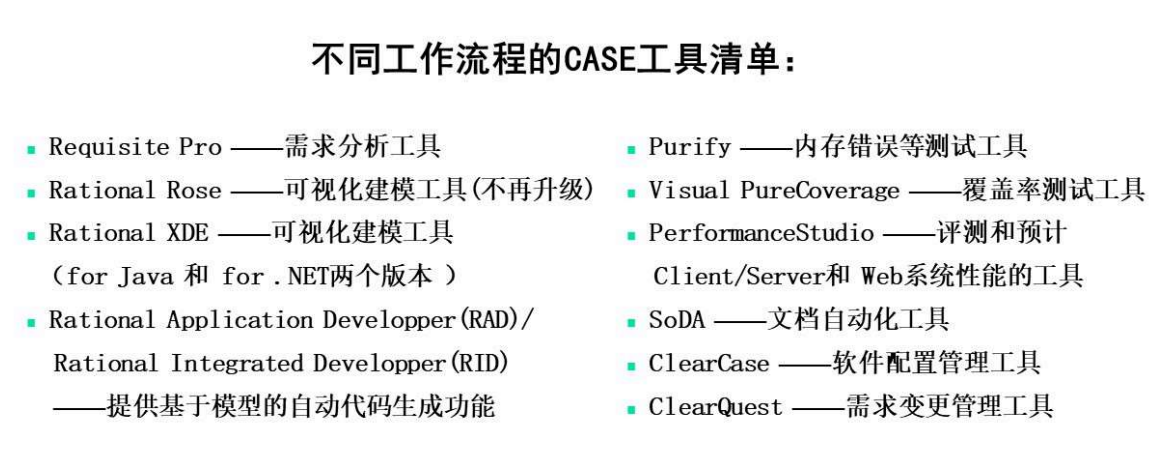 不同工作流程的CASE工具清单：
Requisite Pro ——需求分析工具
Rational Rose ——可视化建模工具(不再升级)
Rational XDE ——可视化建模工具
（for Java 和 for .NET两个版本 ）
Rational Application Developper(RAD)/
Rational Integrated Developper(RID)
——提供基于模型的自动代码生成功能
Purify ——内存错误等测试工具
Visual PureCoverage ——覆盖率测试工具
PerformanceStudio ——评测和预计
Client/Server和 Web系统性能的工具
SoDA ——文档自动化工具
ClearCase ——软件配置管理工具
ClearQuest ——需求变更管理工具